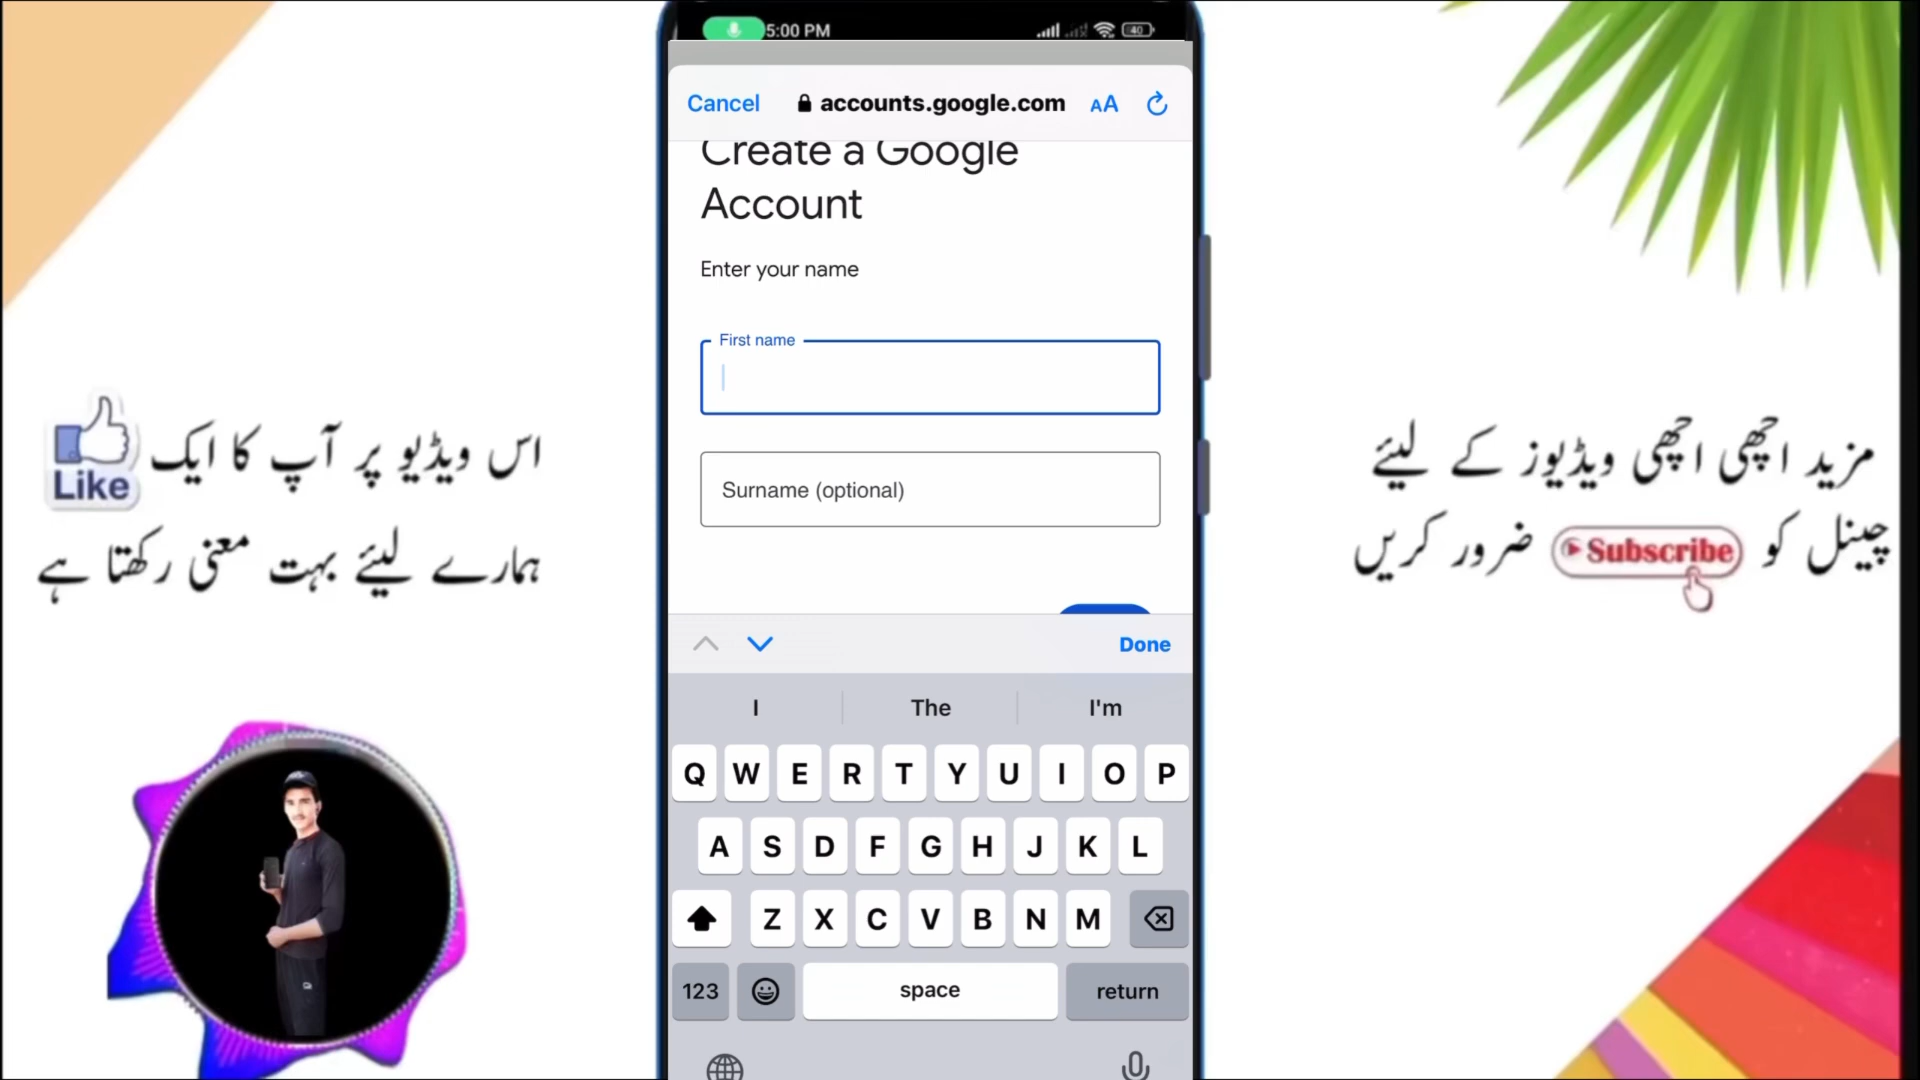 5:00 PM
40
Cancel
accounts.google.com
AA
Create a Google
Account
Enter your name
First name
Surname (optional)
Done
I
The
I'm
Q W E R T Y U I O P
A S D F G H J K L
Z X C V B N M
123
space
return
اس ویڈیو پر آپ کا ایک Like
ہمارے لیئے بہت معنی رکھتا ہے
مزید اچھی اچھی ویڈیوز کے لیئے
چینل کو Subscribe ضرور کریں